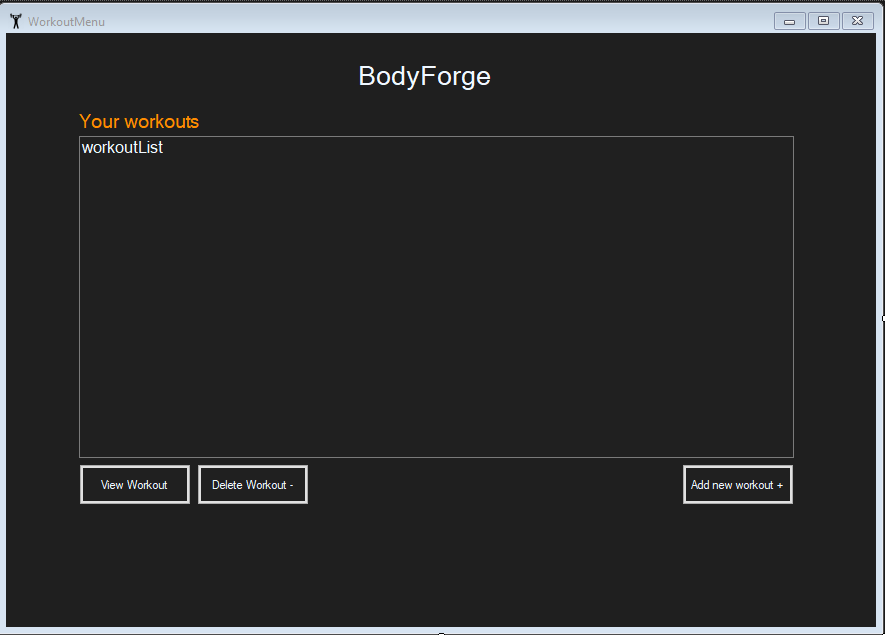 WorkoutMenu
BodyForge
Your workouts
workoutList
View Workout
Delete Workout -
Add new workout +